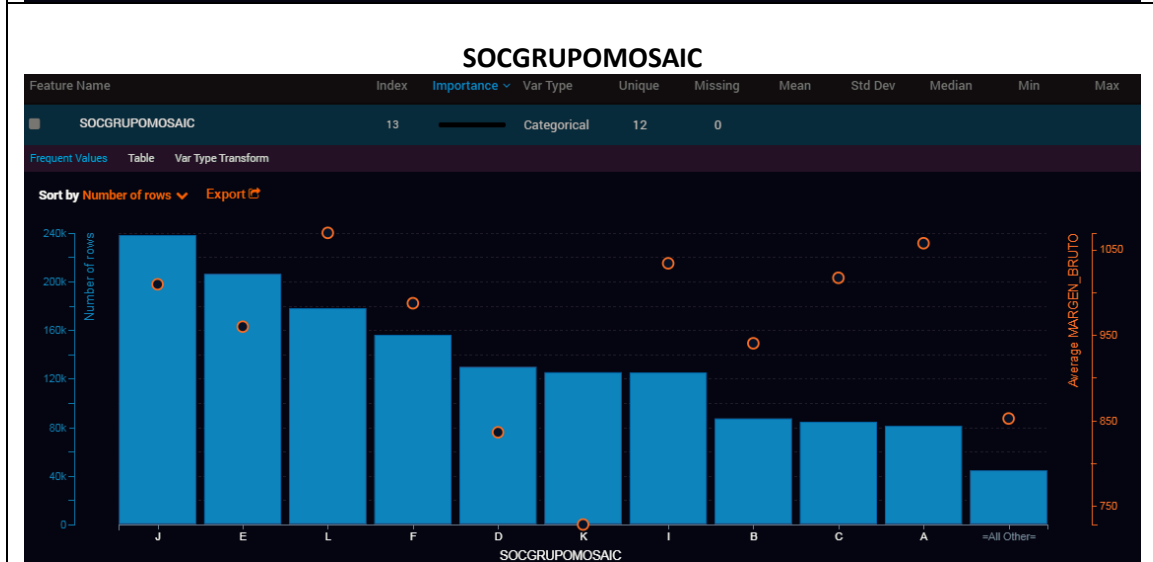 SOCGRUPOMOSAIC
Feature Name Index Importance Var Type Unique Missing Mean Std Dev Median Min Max
SOCGRUPOMOSAIC 13 Categorical 12 0
Frequent Values Table Var Type Transform
Sort by Number of rows Export
240k
200k
160k
120k
80k
40k
0
Number of rows
1050
950
850
750
Average MARGEN_BRUTO
J E L F D K I B C A =All Other=
SOCGRUPOMOSAIC